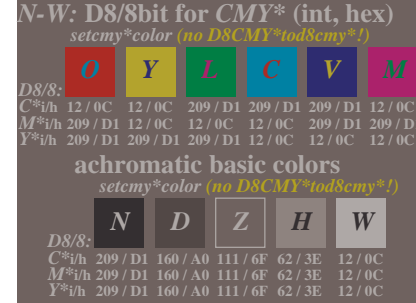 N-W: D8/8bit for CMY* (int, hex)
setcmy*color (no D8CMY*tod8cmy*!)
O Y L C V M
D8/8:
C*i/h 12 / 0C 12 / 0C 209 / D1 209 / D1 209 / D1 12 / 0C
M*i/h 209 / D1 12 / 0C 12 / 0C 12 / 0C 209 / D1 209 / D
Y*i/h 209 / D1 209 / D1 209 / D1 12 / 0C 12 / 0C 12 / 0C
achromatic basic colors
setcmy*color (no D8CMY*tod8cmy*!)
N D Z H W
D8/8:
C*i/h 209 / D1 160 / A0 111 / 6F 62 / 3E 12 / 0C
M*i/h 209 / D1 160 / A0 111 / 6F 62 / 3E 12 / 0C
Y*i/h 209 / D1 160 / A0 111 / 6F 62 / 3E 12 / 0C